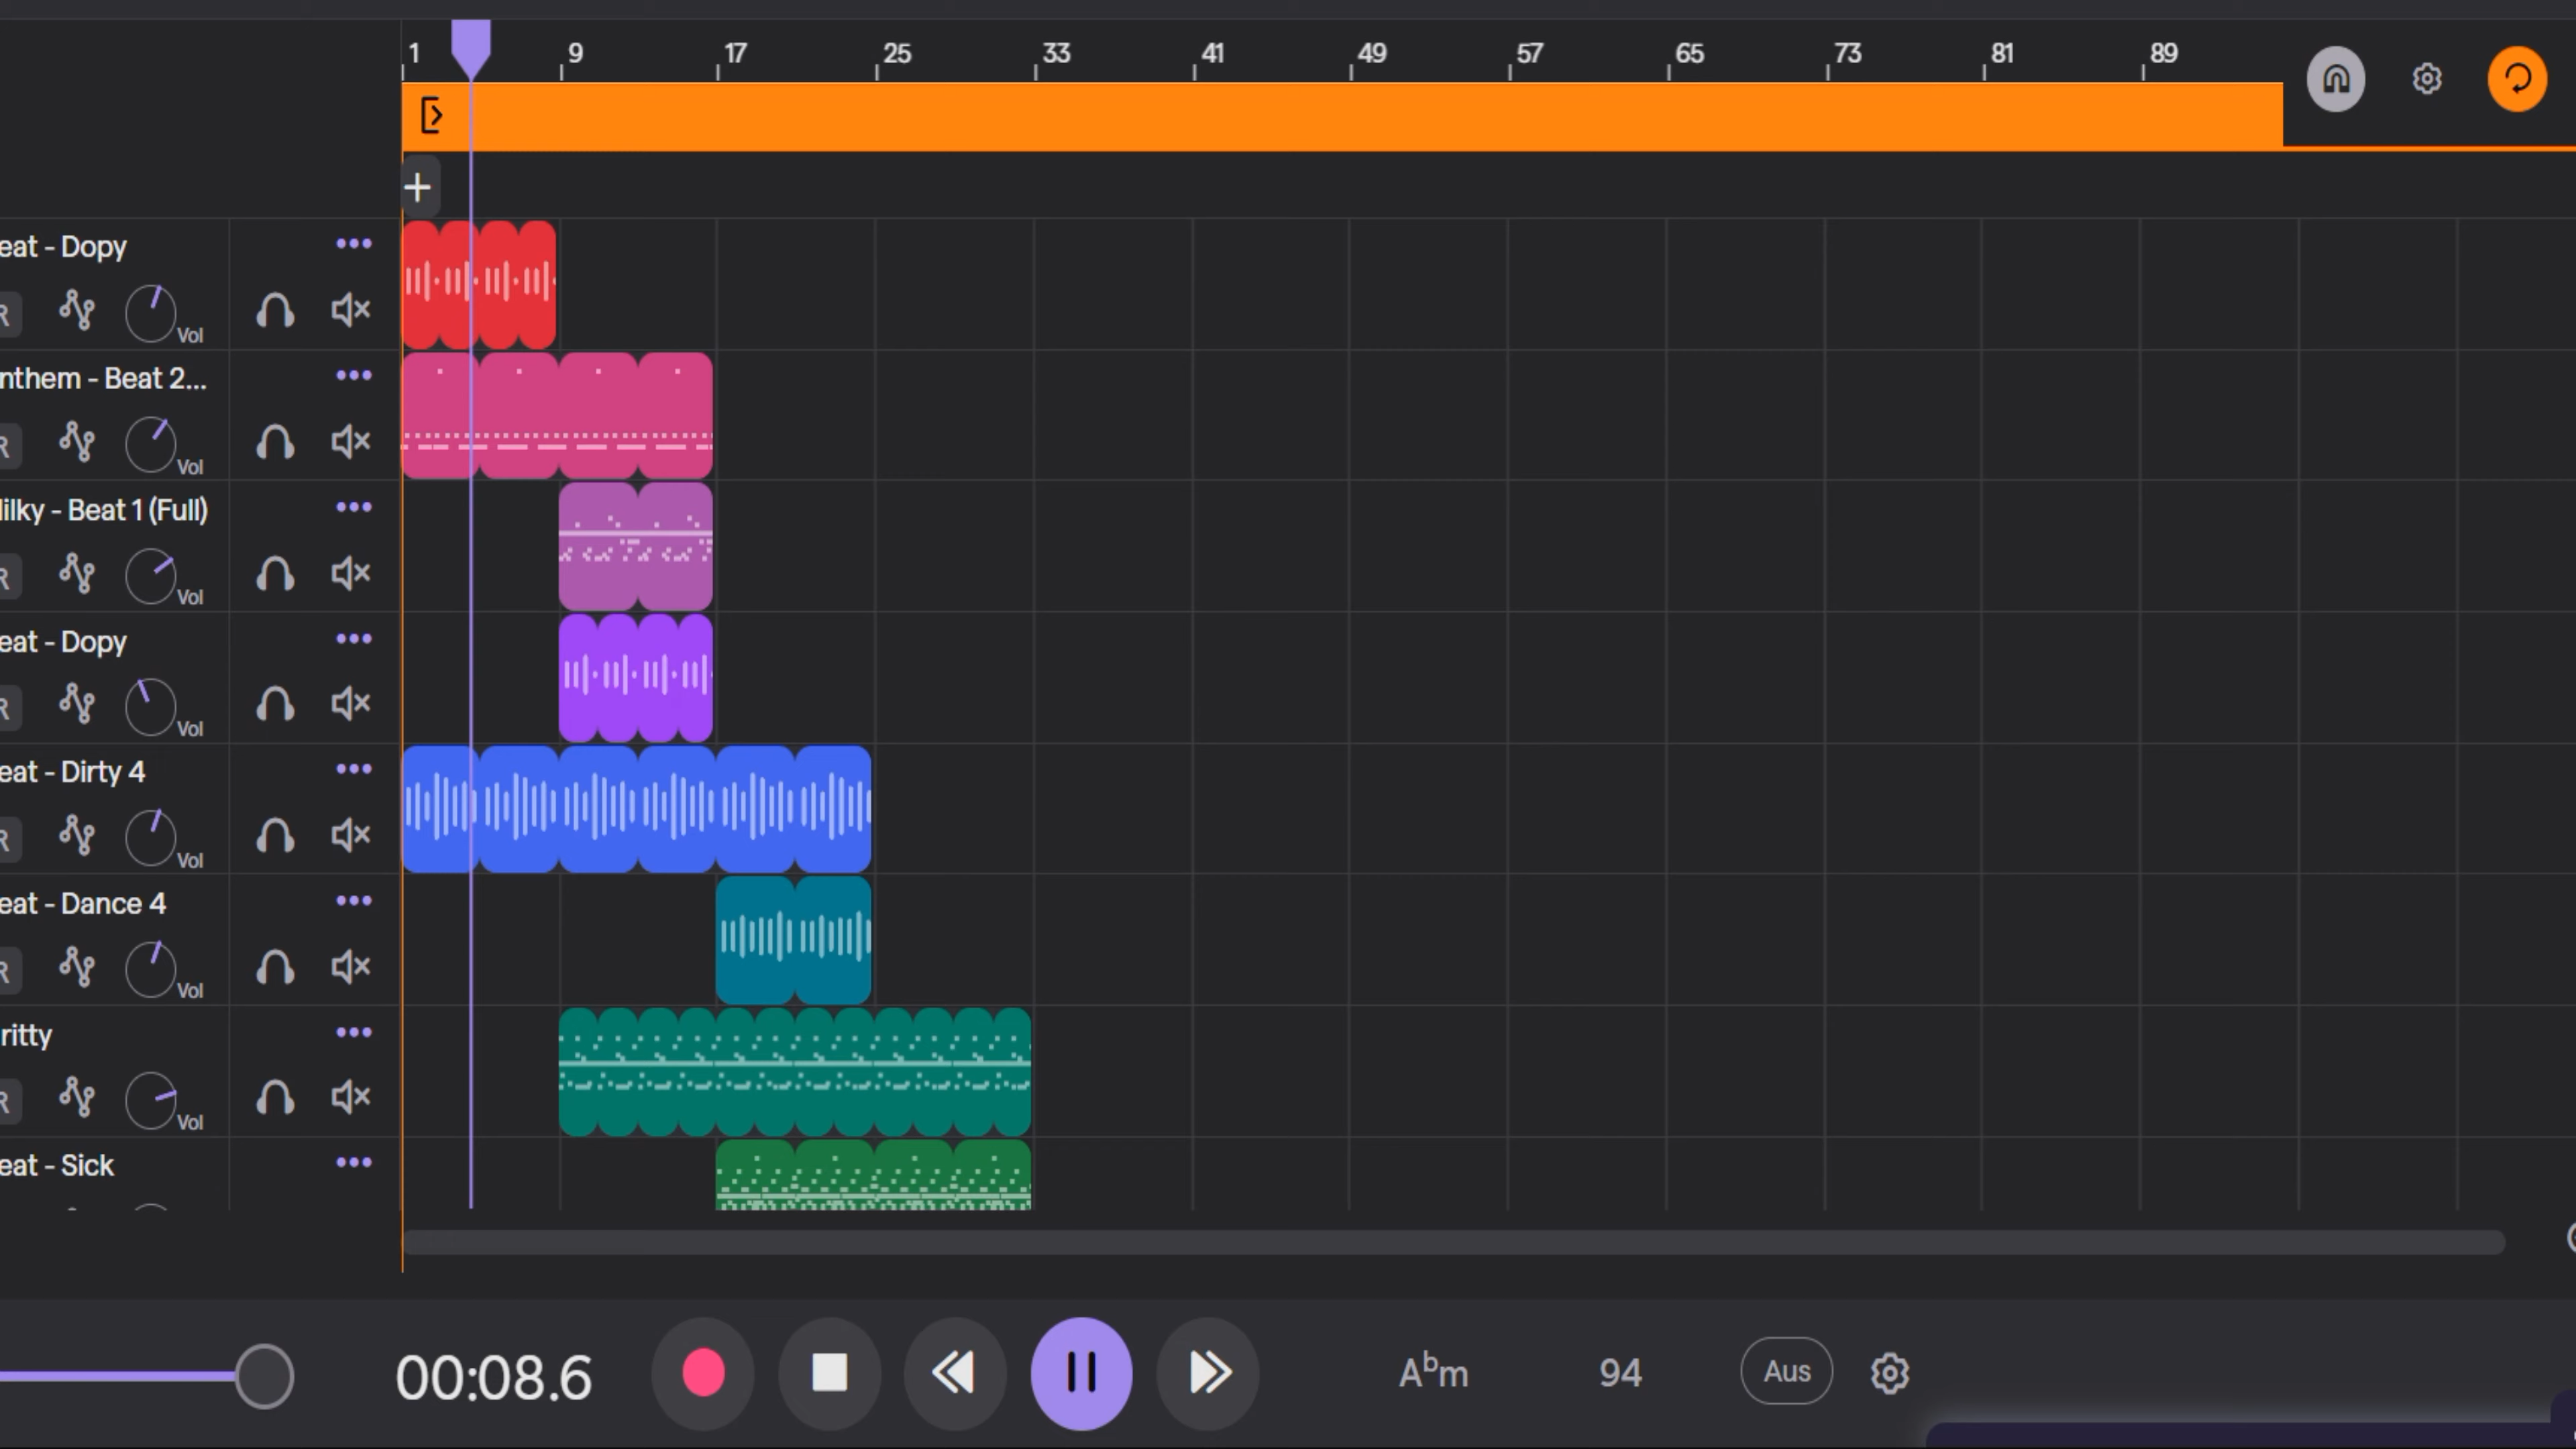 1 9 17 25 33 41 49 57 65 73 81 89
eat - Dopy
R Vol
nthem - Beat 2...
R Vol
ilky - Beat 1 (Full)
R Vol
eat - Dopy
R Vol
eat - Dirty 4
R Vol
eat - Dance 4
R Vol
ritty
R Vol
eat - Sick
00:08.6 Abm 94 Aus